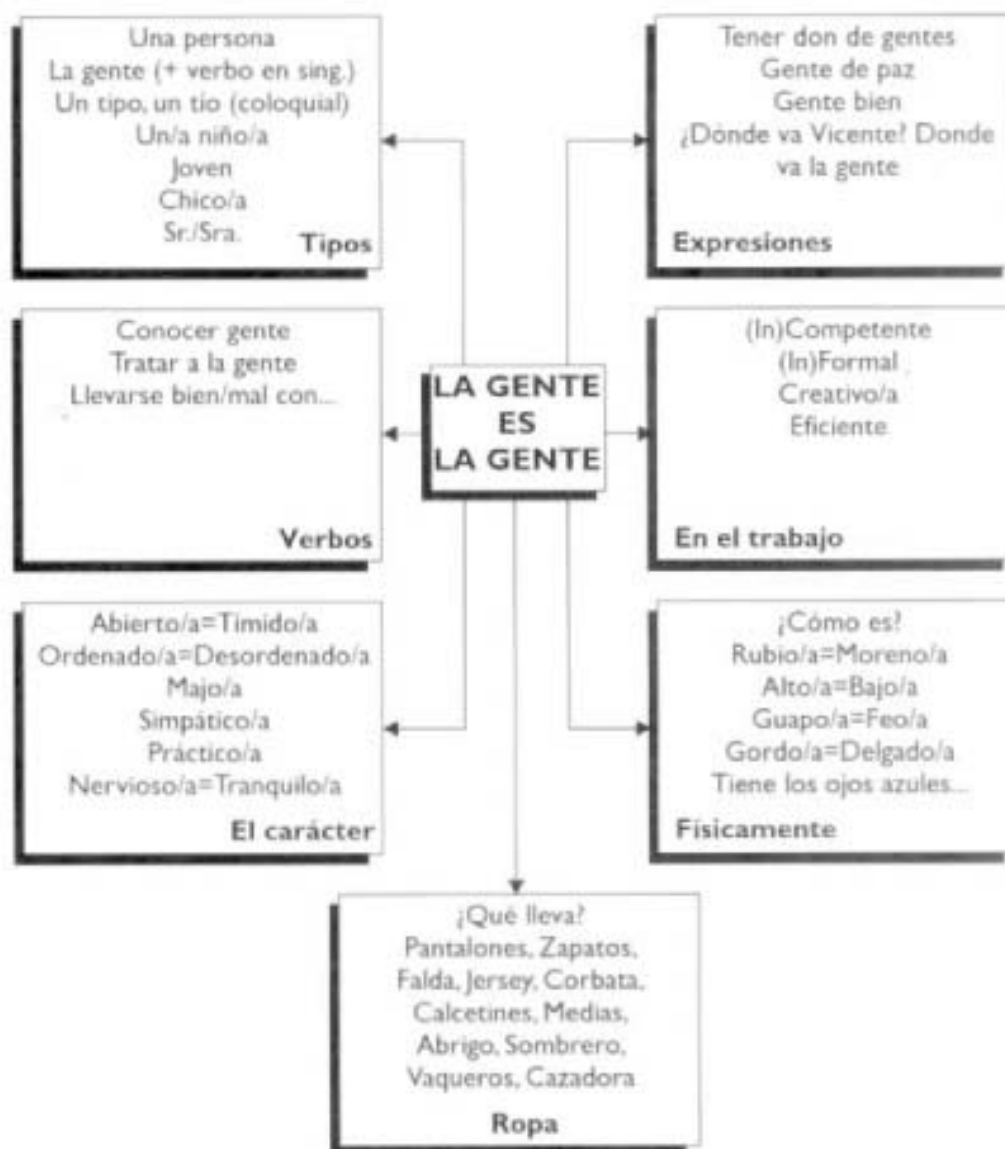 Una persona
La gente (+ verbo en sing.)
Un tipo, un tío (coloquial)
Un/a niño/a
Joven
Chico/a
Sr./Sra.
Tipos
Tener don de gentes
Gente de paz
Gente bien
¿Dónde va Vicente? Donde
va la gente
Expresiones
Conocer gente
Tratar a la gente
Llevarse bien/mal con...
Verbos
LA GENTE
ES
LA GENTE
(In)Competente
(In)Formal
Creativo/a
Eficiente
En el trabajo
Abierto/a=Tímido/a
Ordenado/a=Desordenado/a
Majo/a
Simpático/a
Práctico/a
Nervioso/a=Tranquilo/a
El carácter
¿Cómo es?
Rubio/a=Moreno/a
Alto/a=Bajo/a
Guapo/a=Feo/a
Gordo/a=Delgado/a
Tiene los ojos azules...
Físicamente
¿Qué lleva?
Pantalones, Zapatos,
Falda, Jersey, Corbata,
Calcetines, Medias,
Abrigo, Sombrero,
Vaqueros, Cazadora
Ropa